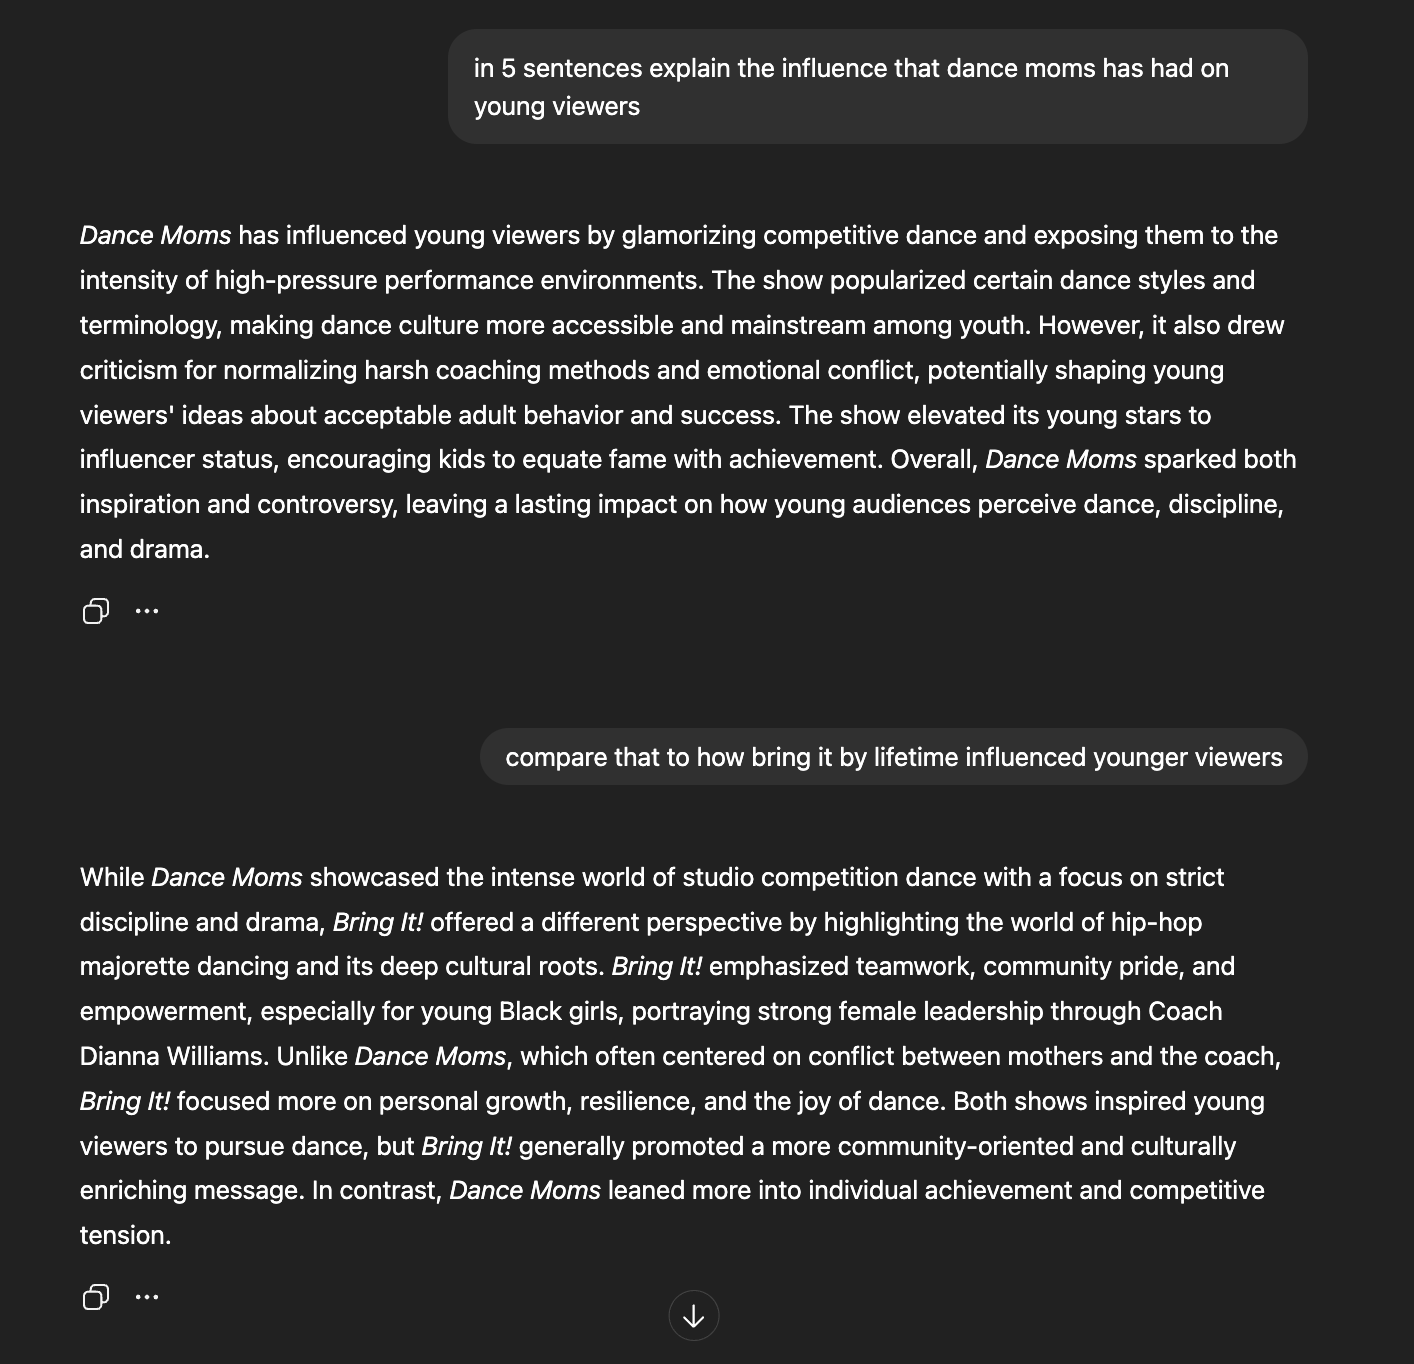 in 5 sentences explain the influence that dance moms has had on
young viewers
Dance Moms has influenced young viewers by glamorizing competitive dance and exposing them to the
intensity of high-pressure performance environments. The show popularized certain dance styles and
terminology, making dance culture more accessible and mainstream among youth. However, it also drew
criticism for normalizing harsh coaching methods and emotional conflict, potentially shaping young
viewers' ideas about acceptable adult behavior and success. The show elevated its young stars to
influencer status, encouraging kids to equate fame with achievement. Overall, Dance Moms sparked both
inspiration and controversy, leaving a lasting impact on how young audiences perceive dance, discipline,
and drama.
compare that to how bring it by lifetime influenced younger viewers
While Dance Moms showcased the intense world of studio competition dance with a focus on strict
discipline and drama, Bring It! offered a different perspective by highlighting the world of hip-hop
majorette dancing and its deep cultural roots. Bring It! emphasized teamwork, community pride, and
empowerment, especially for young Black girls, portraying strong female leadership through Coach
Dianna Williams. Unlike Dance Moms, which often centered on conflict between mothers and the coach,
Bring It! focused more on personal growth, resilience, and the joy of dance. Both shows inspired young
viewers to pursue dance, but Bring It! generally promoted a more community-oriented and culturally
enriching message. In contrast, Dance Moms leaned more into individual achievement and competitive
tension.